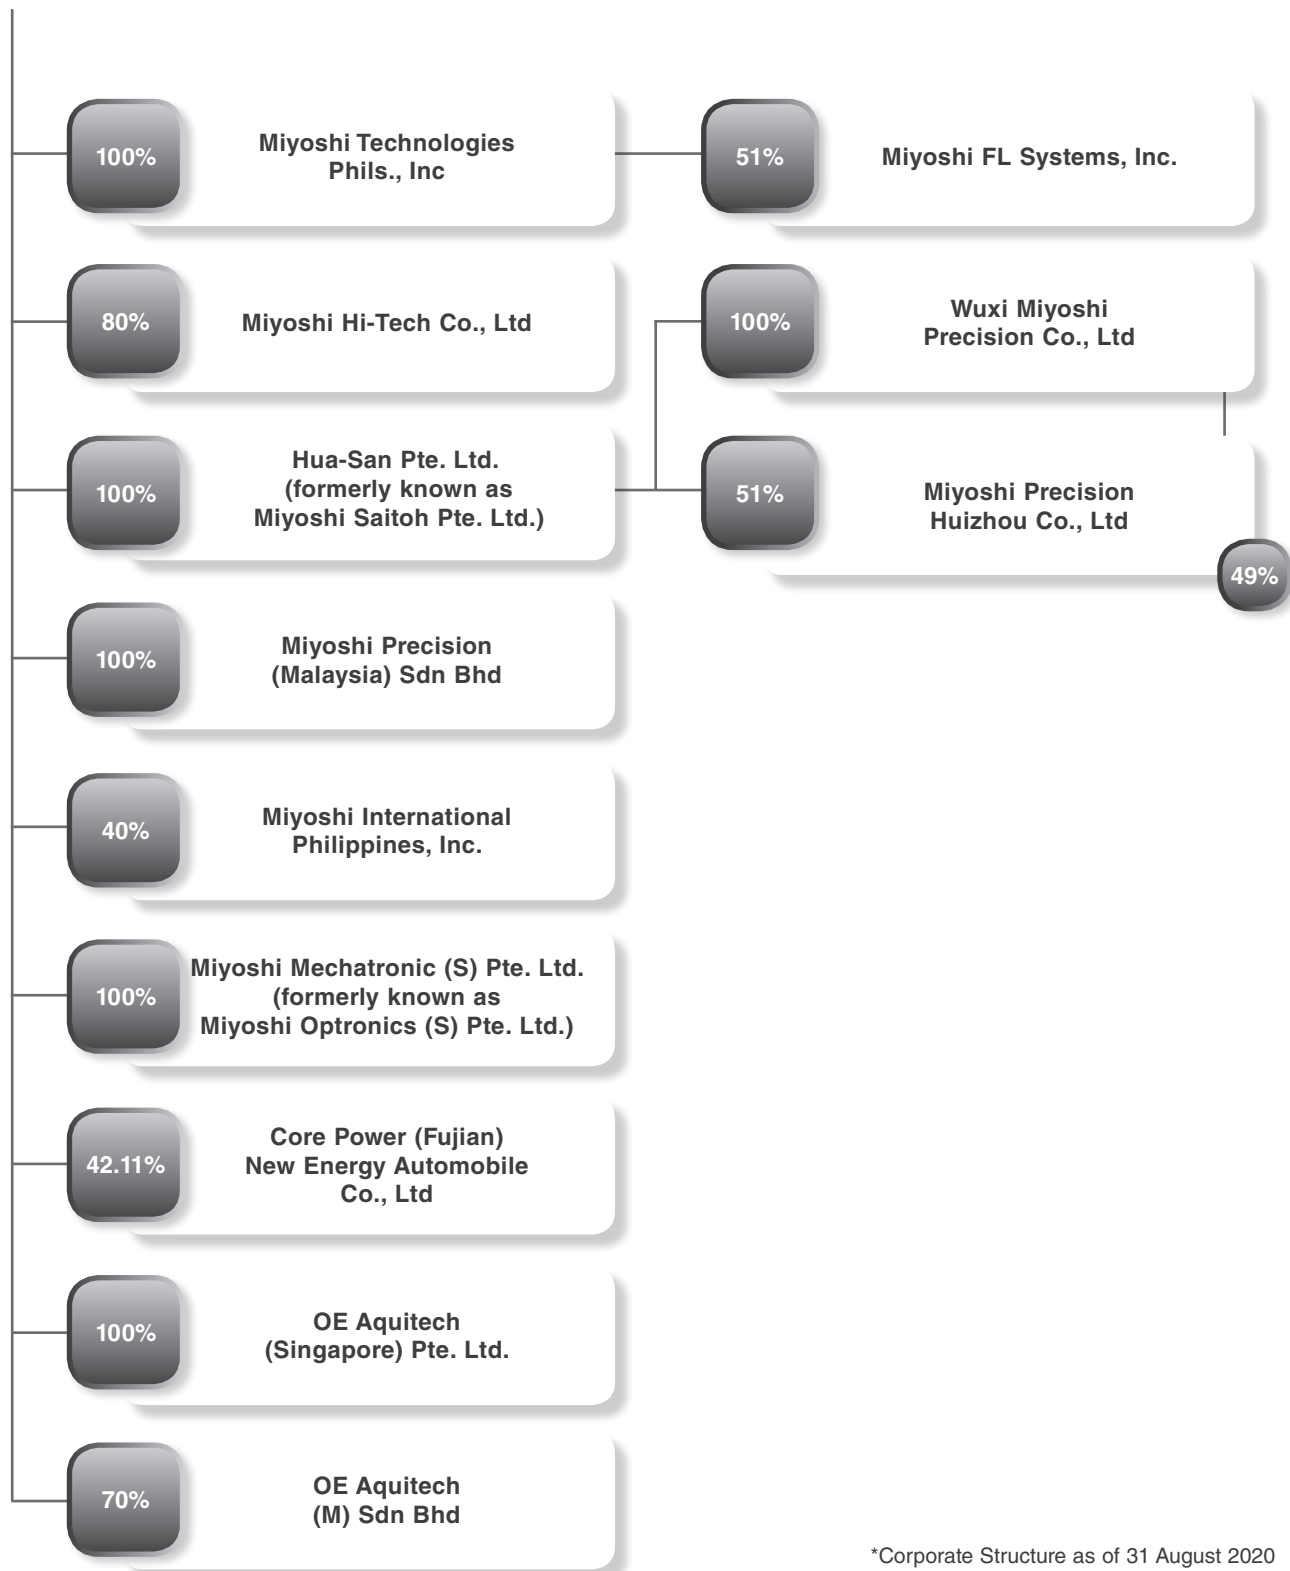 100%
Miyoshi Technologies
Phils., Inc
51%
Miyoshi FL Systems, Inc.
80%
Miyoshi Hi-Tech Co., Ltd
100%
Wuxi Miyoshi
Precision Co., Ltd
100%
Hua-San Pte. Ltd.
(formerly known as
Miyoshi Saitoh Pte. Ltd.)
51%
Miyoshi Precision
Huizhou Co., Ltd
49%
100%
Miyoshi Precision
(Malaysia) Sdn Bhd
40%
Miyoshi International
Philippines, Inc.
100%
Miyoshi Mechatronic (S) Pte. Ltd.
(formerly known as
Miyoshi Optronics (S) Pte. Ltd.)
42.11%
Core Power (Fujian)
New Energy Automobile
Co., Ltd
100%
OE Aquitech
(Singapore) Pte. Ltd.
70%
OE Aquitech
(M) Sdn Bhd
*Corporate Structure as of 31 August 2020